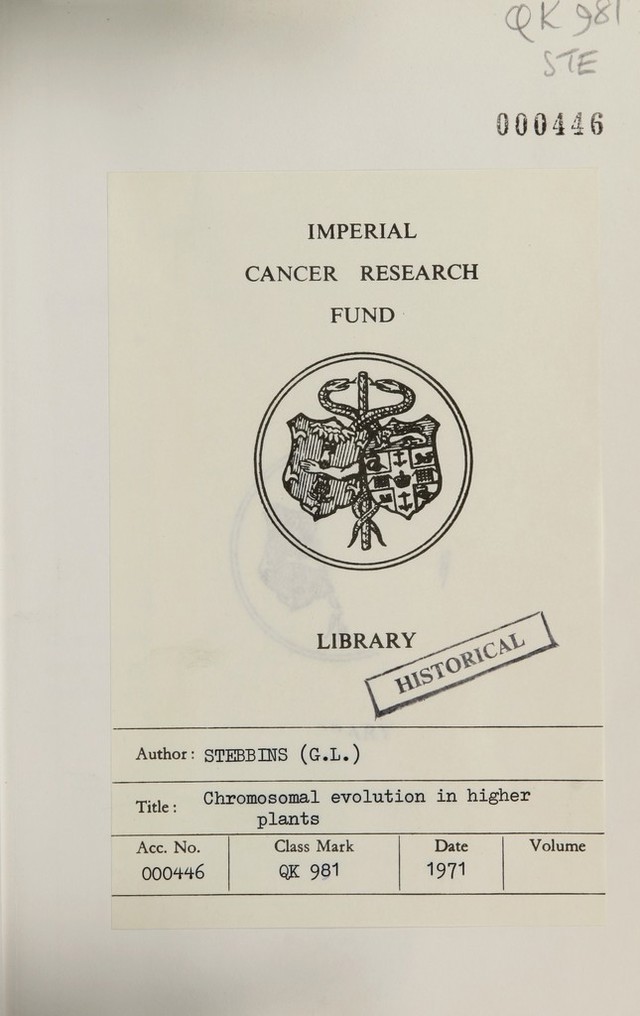 QK 981
STE
000446
IMPERIAL
CANCER RESEARCH
FUND
LIBRARY
HISTORICAL
Author: STEBBINS (G.L.)
Title: Chromosomal evolution in higher
plants
Acc. No. Class Mark Date Volume
000446 QK 981 1971